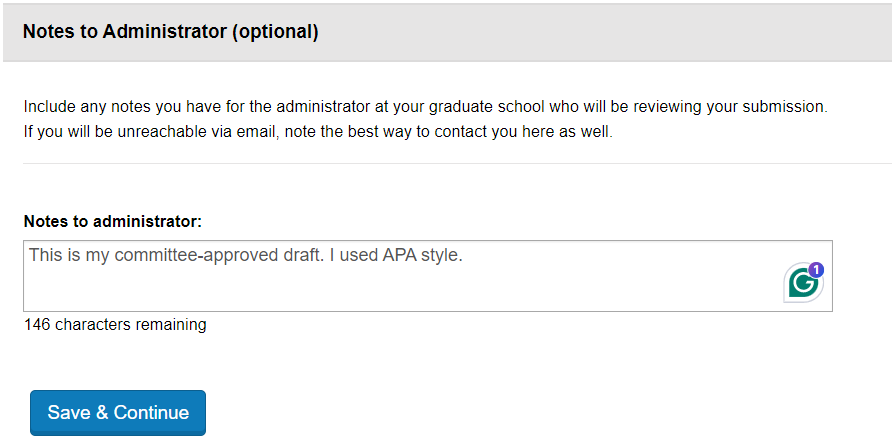 Notes to Administrator (optional)
Include any notes you have for the administrator at your graduate school who will be reviewing your submission.
If you will be unreachable via email, note the best way to contact you here as well.
Notes to administrator:
This is my committee-approved draft. I used APA style.
1
146 characters remaining
Save & Continue